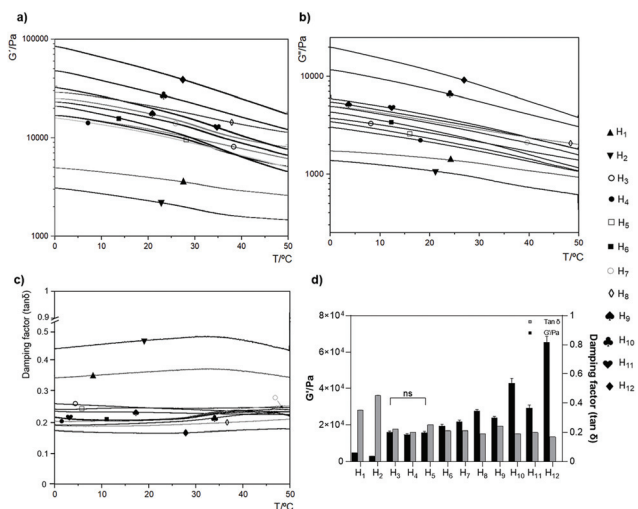 a)
b)
G´/Pa
100000
10000
1000
0 10 20 30 40 50
T/ºC
G"/Pa
10000
1000
0 10 20 30 40 50
T/ºC
H1
H2
H3
H4
H5
H6
H7
H8
H9
H10
H11
H12
c)
Damping factor (tanδ)
1
0.5
0.4
0.3
0.2
0.1
0
0 10 20 30 40 50
T/ºC
d)
Tan δ
G'/Pa
ns
G'/Pa
8×10⁴
6×10⁴
4×10⁴
2×10⁴
0
Damping factor (tan δ)
1
0.8
0.6
0.4
0.2
0
H1 H2 H3 H4 H5 H6 H7 H8 H9 H10 H11 H12